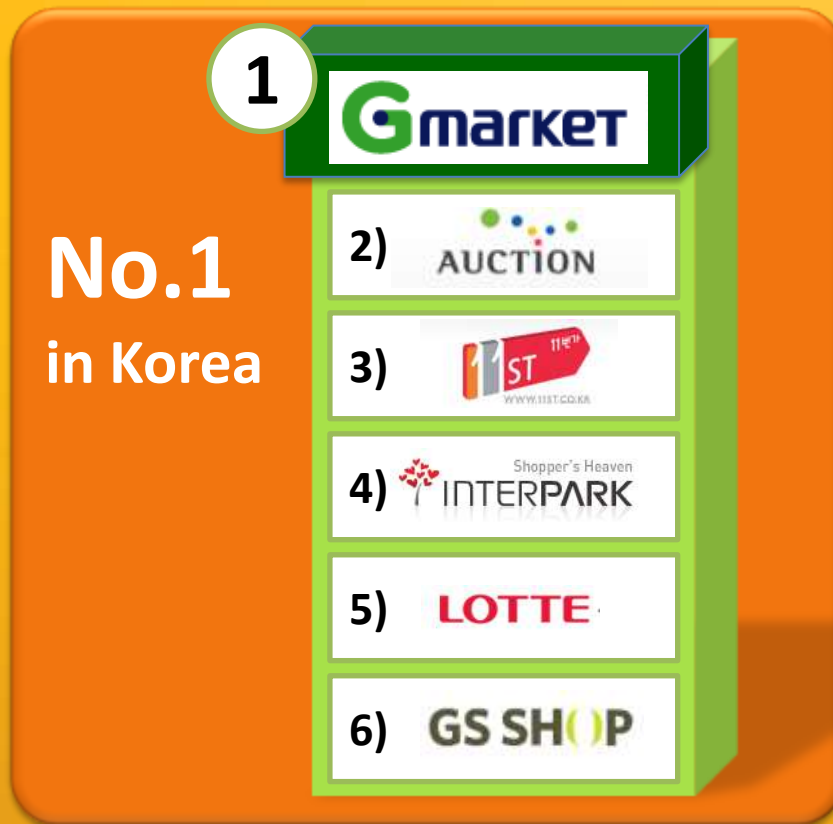 1
Gmarket
No.1
in Korea
2) AUCTION
3) 11ST 11번가
WWW.11ST.CO.KR
4) Shopper's Heaven
INTERPARK
5) LOTTE
6) GS SHOP